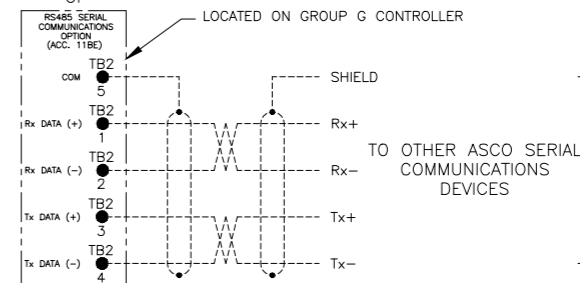 RS485 SERIAL
COMMUNICATIONS
OPTION
(ACC. 11BE)
LOCATED ON GROUP G CONTROLLER
COM
TB2
5
SHIELD
Rx DATA (+)
TB2
1
Rx+
Rx DATA (-)
TB2
2
Rx-
TO OTHER ASCO SERIAL
COMMUNICATIONS
DEVICES
Tx DATA (+)
TB2
3
Tx+
Tx DATA (-)
TB2
4
Tx-